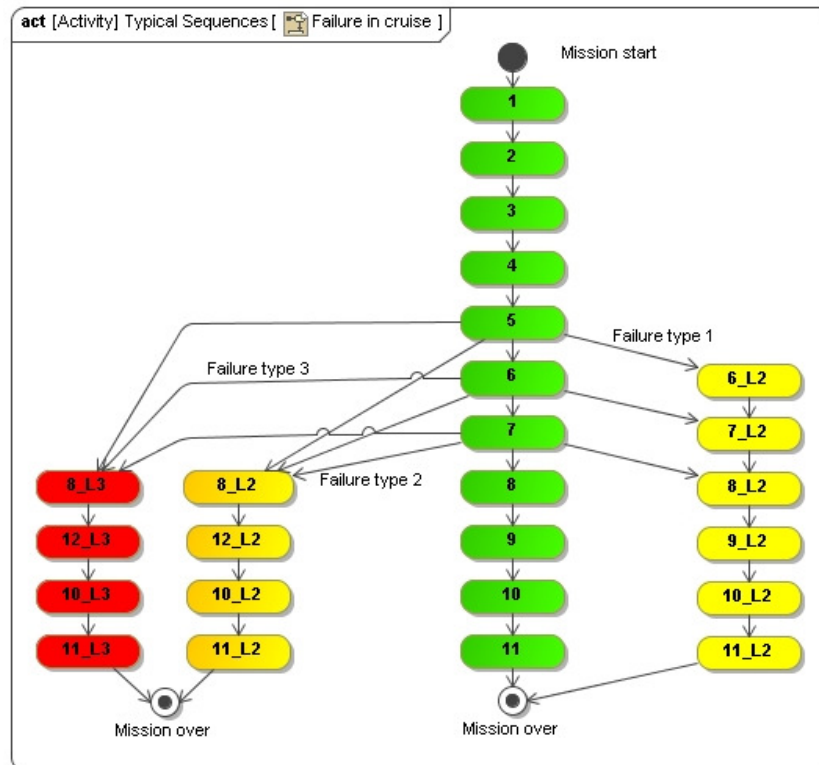 act [Activity] Typical Sequences [ Failure in cruise ]
Mission start
1
2
3
4
5
Failure type 1
Failure type 3
6
6_L2
7
7_L2
Failure type 2
8_L3
8_L2
8
8_L2
12_L3
12_L2
9
9_L2
10_L3
10_L2
10
10_L2
11_L3
11_L2
11
11_L2
Mission over
Mission over